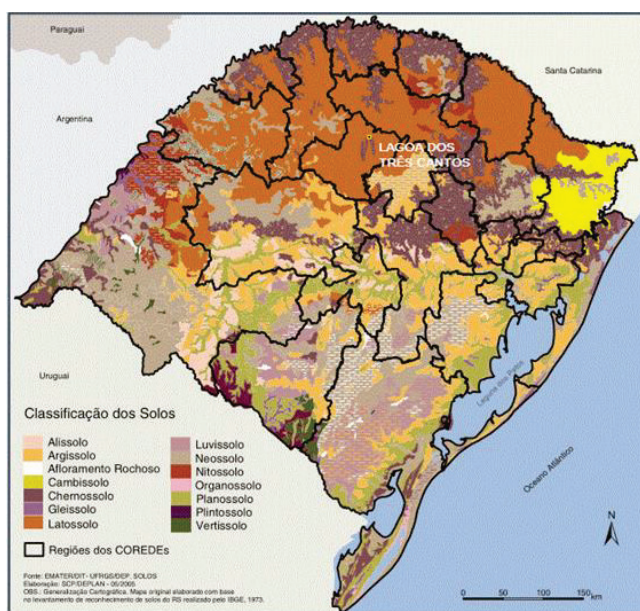 Paraguai
Santa Catarina
Argentina
LAGOA DOS
TRÊS CANTOS
Uruguai
Laguna dos Patos
Oceano Atlântico
Classificação dos Solos
Alissolo
Argissolo
Afloramento Rochoso
Cambissolo
Chernossolo
Gleissolo
Latossolo
Luvissolo
Neossolo
Nitossolo
Organossolo
Planossolo
Plintossolo
Vertissolo
Regiões dos COREDEs
Fonte: EMATER/DIT- UFRGS/DEP. SOLOS
Elaboração: SCP/DEPLAN - 05/2005
OBS.: Generalização Cartográfica. Mapa original elaborado com base
no levantamento de reconhecimento de solos do RS realizado pelo IBGE, 1973.
N
0 50 100 150
km